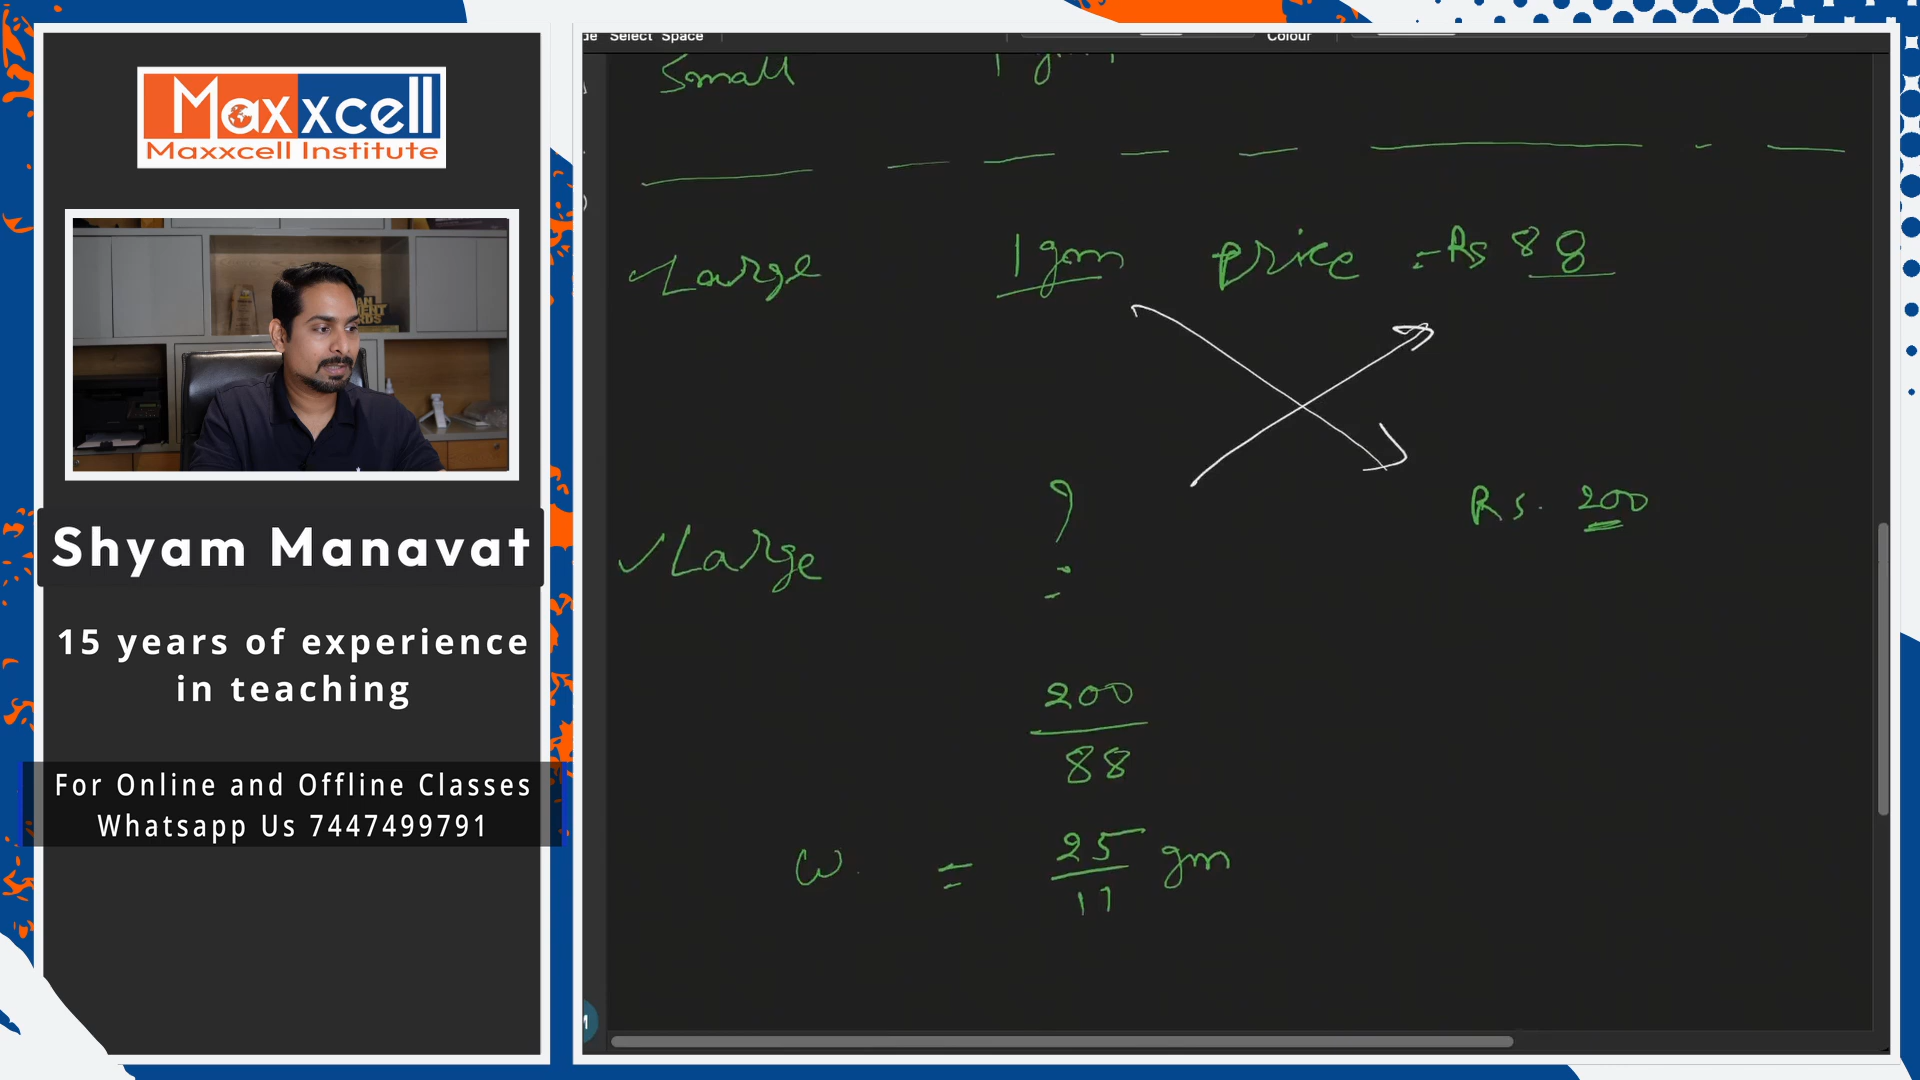 Maxxcell
Maxxcell Institute
Shyam Manavat
15 years of experience
in teaching
For Online and Offline Classes
Whatsapp Us 7447499791
Select Space
Colour
Small
Large 1 gm price = Rs 88
Large ? Rs. 200
200
88
W. = 25 gm
11